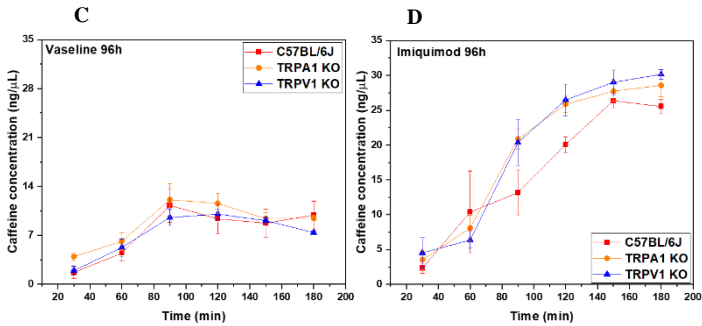 C
Vaseline 96h
C57BL/6J
TRPA1 KO
TRPV1 KO
Caffeine concentration (ng/µL)
35
28
21
14
7
0
20 40 60 80 100 120 140 160 180 200
Time (min)
D
Imiquimod 96h
Caffeine concentration (ng/µL)
35
30
25
20
15
10
5
0
C57BL/6J
TRPA1 KO
TRPV1 KO
20 40 60 80 100 120 140 160 180 200
Time (min)